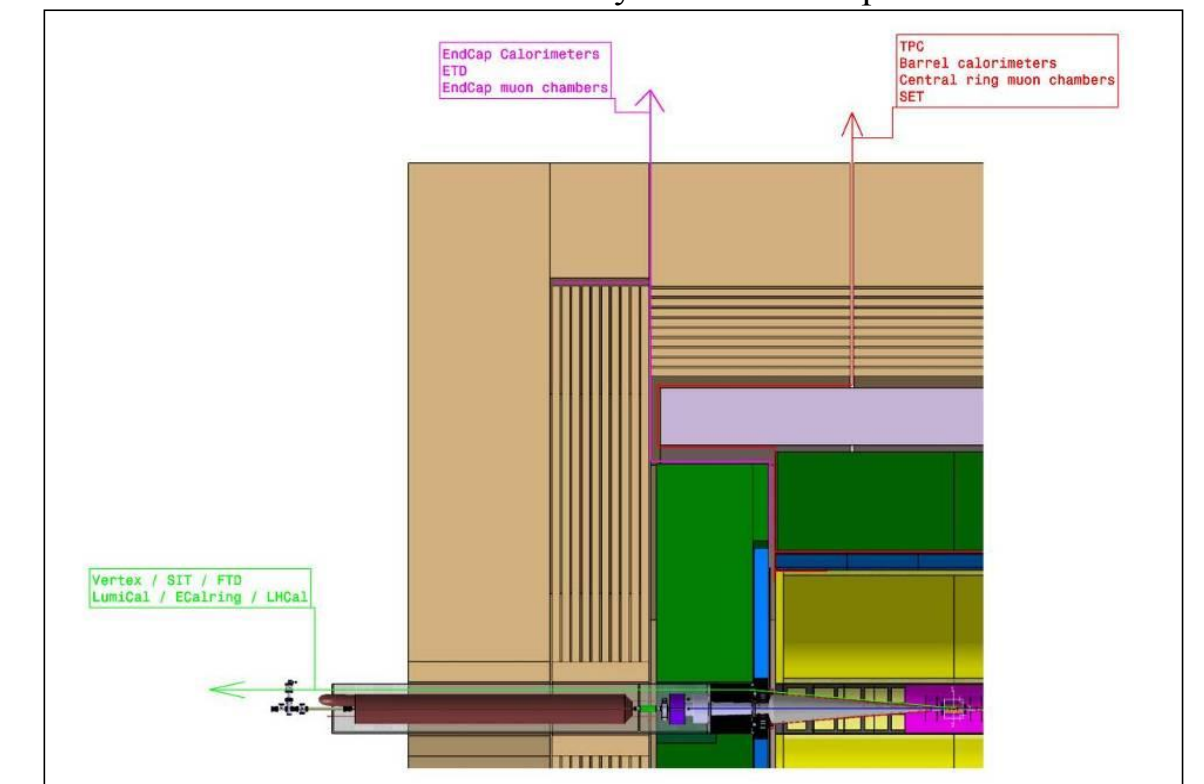 EndCap Calorimeters
ETD
EndCap muon chambers
TPC
Barrel calorimeters
Central ring muon chambers
SET
Vertex / SIT / FTD
LumiCal / ECalring / LHCal